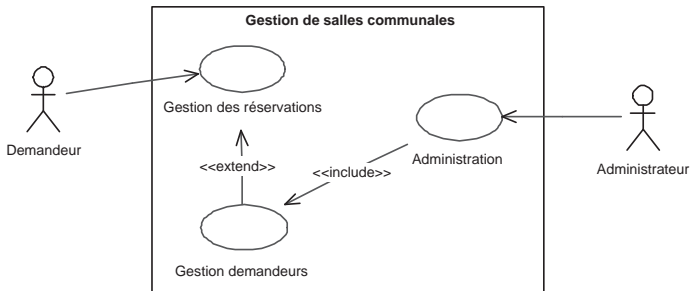 Gestion de salles communales
Gestion des réservations
Demandeur
<<extend>>
<<include>>
Administration
Administrateur
Gestion demandeurs